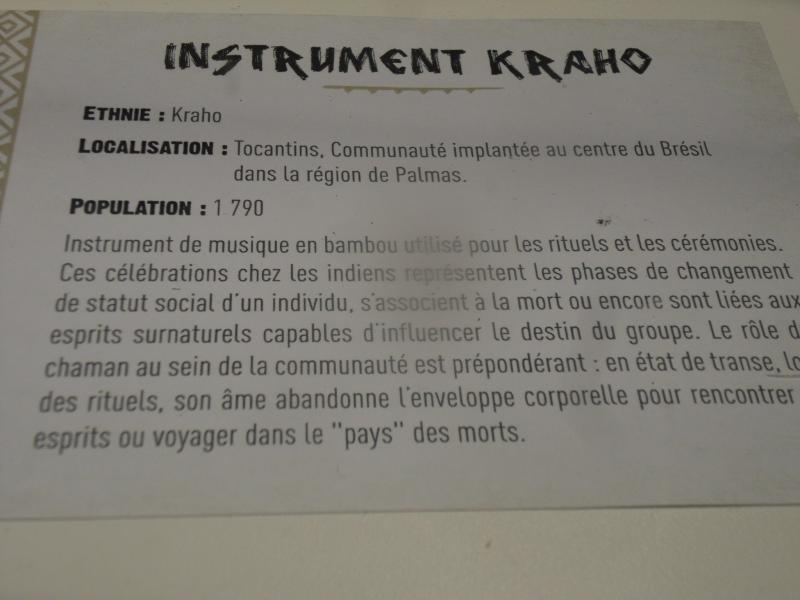 INSTRUMENT KRAHO
ETHNIE : Kraho
LOCALISATION : Tocantins, Communauté implantée au centre du Brésil
dans la région de Palmas.
POPULATION : 1 790
Instrument de musique en bambou utilisé pour les rituels et les cérémonies.
Ces célébrations chez les indiens représentent les phases de changement
de statut social d'un individu, s'associent à la mort ou encore sont liées aux
esprits surnaturels capables d'influencer le destin du groupe. Le rôle
chaman au sein de la communauté est prépondérant : en état de transe,
des rituels, son âme abandonne l'enveloppe corporelle pour rencontrer
esprits ou voyager dans le "pays" des morts.